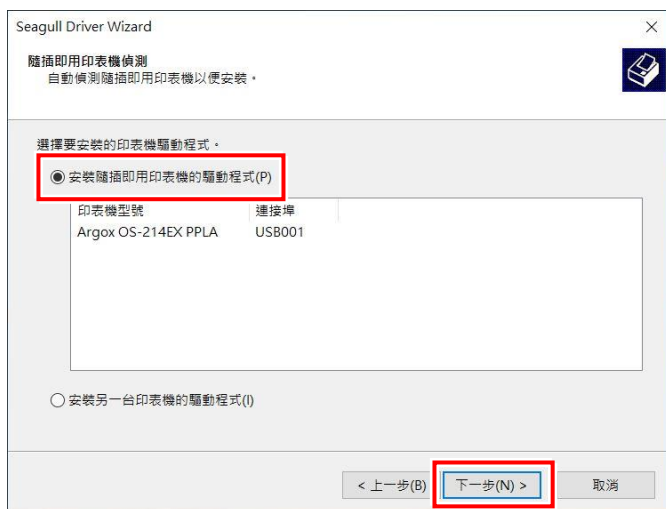 Seagull Driver Wizard
隨插即用印表機偵測
自動偵測隨插即用印表機以便安裝。
選擇要安裝的印表機驅動程式。
安裝隨插即用印表機的驅動程式(P)
印表機型號 連接埠
Argox OS-214EX PPLA USB001
安裝另一台印表機的驅動程式(I)
< 上一步(B) 下一步(N) > 取消